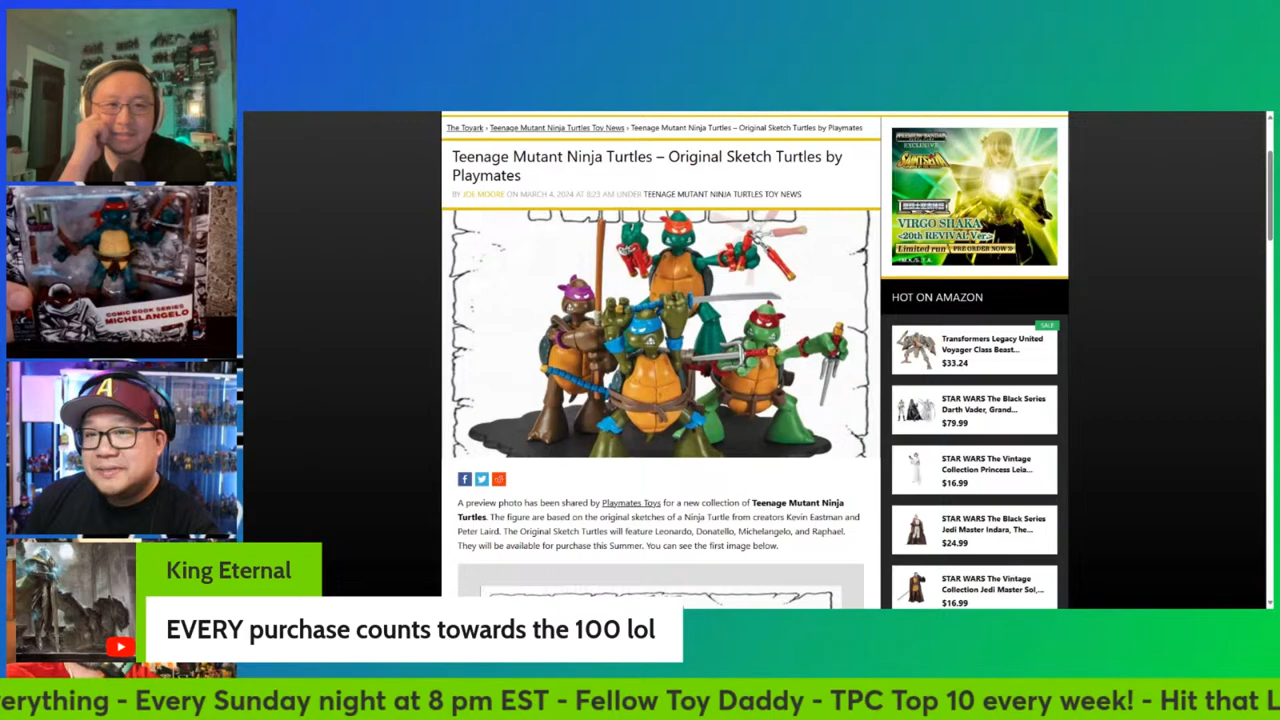 The Toyark › Teenage Mutant Ninja Turtles Toy News › Teenage Mutant Ninja Turtles – Original Sketch Turtles by Playmates
Teenage Mutant Ninja Turtles – Original Sketch Turtles by
Playmates
BY JOE MOORE ON MARCH 4, 2024 AT 8:23 AM UNDER TEENAGE MUTANT NINJA TURTLES TOY NEWS
A preview photo has been shared by Playmates Toys for a new collection of Teenage Mutant Ninja
Turtles. The figure are based on the original sketches of a Ninja Turtle from creators Kevin Eastman and
Peter Laird. The Original Sketch Turtles will feature Leonardo, Donatello, Michelangelo, and Raphael.
They will be available for purchase this Summer. You can see the first image below.
EXCLUSIVE
VIRGO SHAKA
<20th REVIVAL Ver.>
Limited run PRE ORDER NOW
HOT ON AMAZON
SALE
Transformers Legacy United
Voyager Class Beast...
$33.24
STAR WARS The Black Series
Darth Vader, Grand...
$79.99
STAR WARS The Vintage
Collection Princess Leia...
$16.99
STAR WARS The Black Series
Jedi Master Indara, The...
$24.99
STAR WARS The Vintage
Collection Jedi Master Sol,...
$16.99
COMIC BOOK SERIES
MICHELANGELO
A
King Eternal
EVERY purchase counts towards the 100 lol
verything - Every Sunday night at 8 pm EST - Fellow Toy Daddy - TPC Top 10 every week! - Hit that L